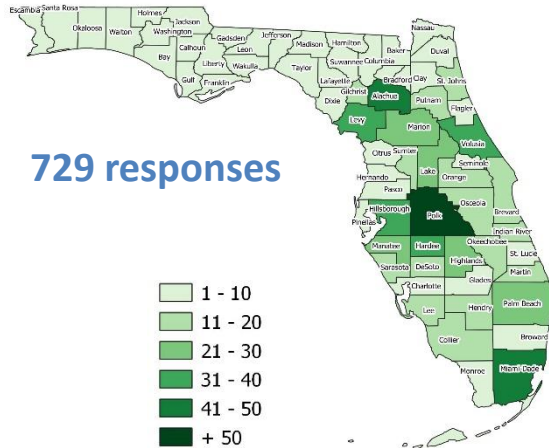 Escambia Santa Rosa
Holmes
Jackson
Okaloosa
Walton
Washington
Bay
Calhoun
Gulf
Liberty
Franklin
Gadsden
Leon
Wakulla
Jefferson
Madison
Taylor
Hamilton
Suwannee
Lafayette
Dixie
Columbia
Baker
Nassau
Duval
Bradford
Clay
St. Johns
Gilchrist
Alachua
Putnam
Flagler
Levy
Marion
Volusia
Citrus
Sumter
Lake
Seminole
Hernando
Orange
Pasco
Hillsborough
Pinellas
Polk
Osceola
Brevard
Indian River
Manatee
Hardee
Okeechobee
St. Lucie
Highlands
Sarasota
DeSoto
Martin
Charlotte
Glades
Lee
Hendry
Palm Beach
Collier
Broward
Monroe
Miami-Dade
729 responses
1 - 10
11 - 20
21 - 30
31 - 40
41 - 50
+ 50